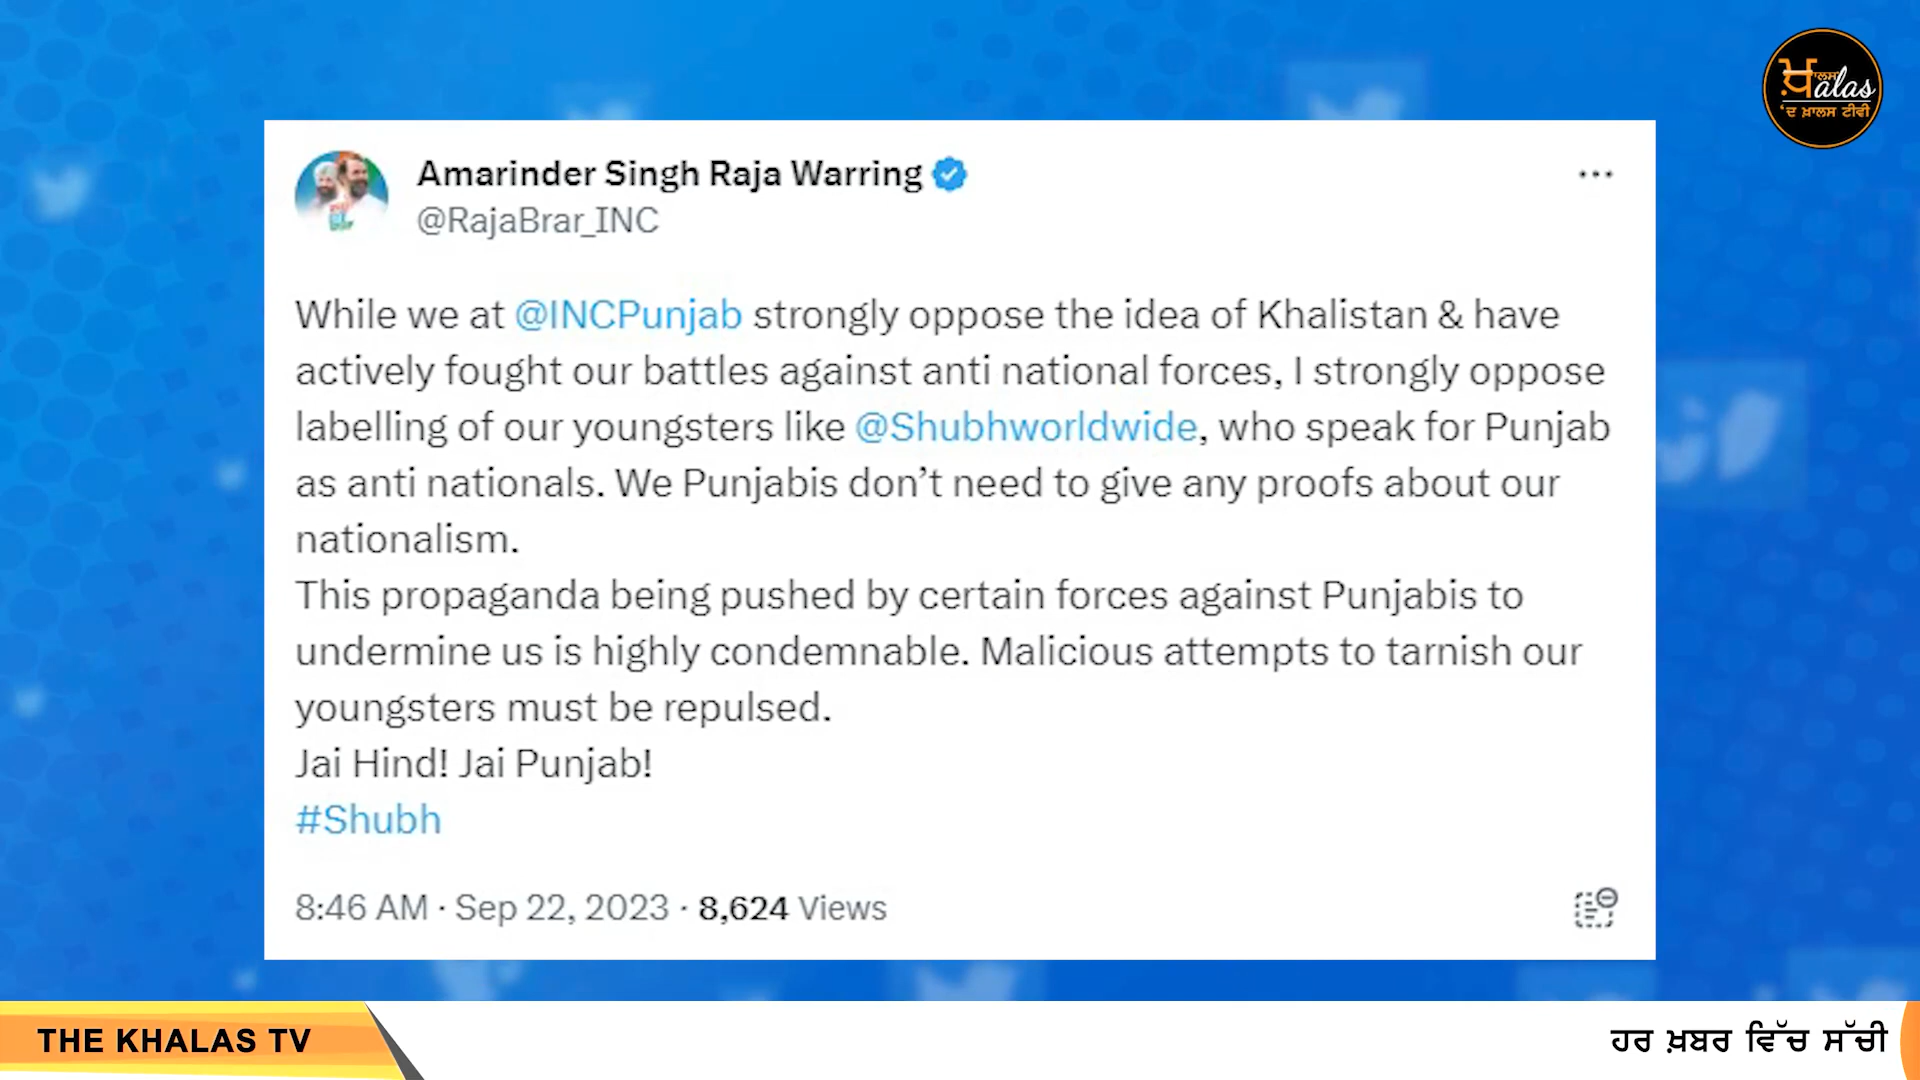 ਖ਼ਾਲਸ
alas
'ਦ ਖ਼ਾਲਸ ਟੀਵੀ
Amarinder Singh Raja Warring
@RajaBrar_INC
While we at @INCPunjab strongly oppose the idea of Khalistan & have
actively fought our battles against anti national forces, I strongly oppose
labelling of our youngsters like @Shubhworldwide, who speak for Punjab
as anti nationals. We Punjabis don’t need to give any proofs about our
nationalism.
This propaganda being pushed by certain forces against Punjabis to
undermine us is highly condemnable. Malicious attempts to tarnish our
youngsters must be repulsed.
Jai Hind! Jai Punjab!
#Shubh
8:46 AM · Sep 22, 2023 · 8,624 Views
THE KHALAS TV
ਹਰ ਖ਼ਬਰ ਵਿੱਚ ਸੱਚੀ